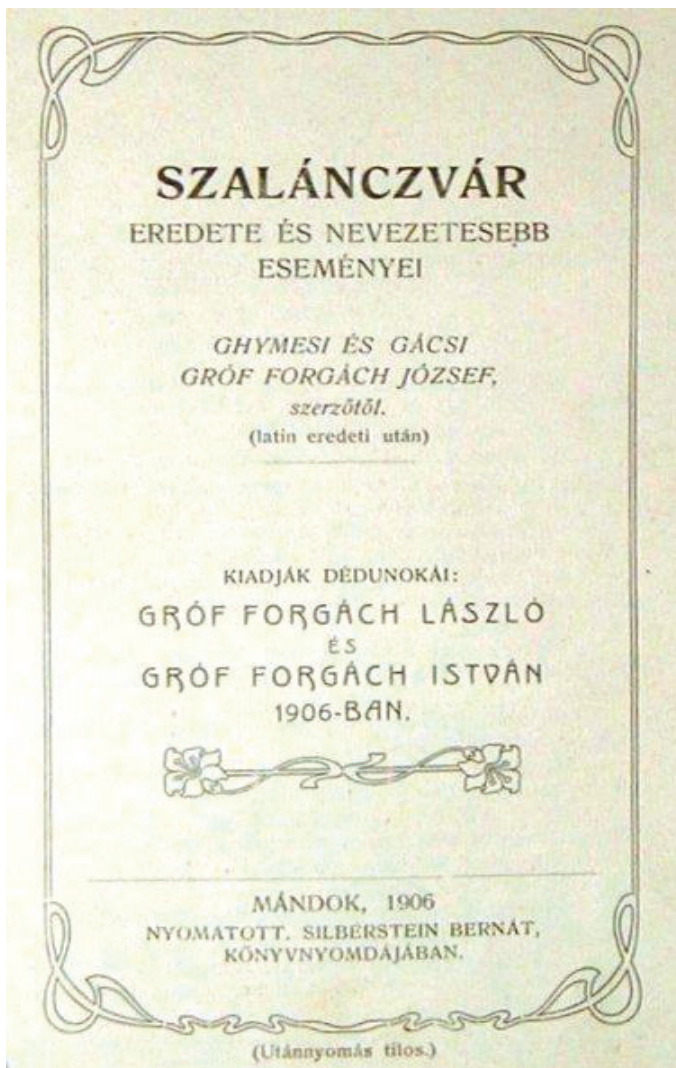 SZALÁNCZVÁR
EREDETE ÉS NEVEZETESEBB
ESEMÉNYEI
GHYMESI ÉS GÁCSI
GRÓF FORGÁCH JÓZSEF,
szerzőtől.
(latin eredeti után)
KIADJÁK DÉDUNOKÁI:
GRÓF FORGÁCH LÁSZLÓ
ÉS
GRÓF FORGÁCH ISTVÁN
1906-BAN.
MÁNDOK, 1906
NYOMATOTT, SILBERSTEIN BERNÁT,
KÖNYVNYOMDÁJÁBAN.
(Utánnyomás tilos.)